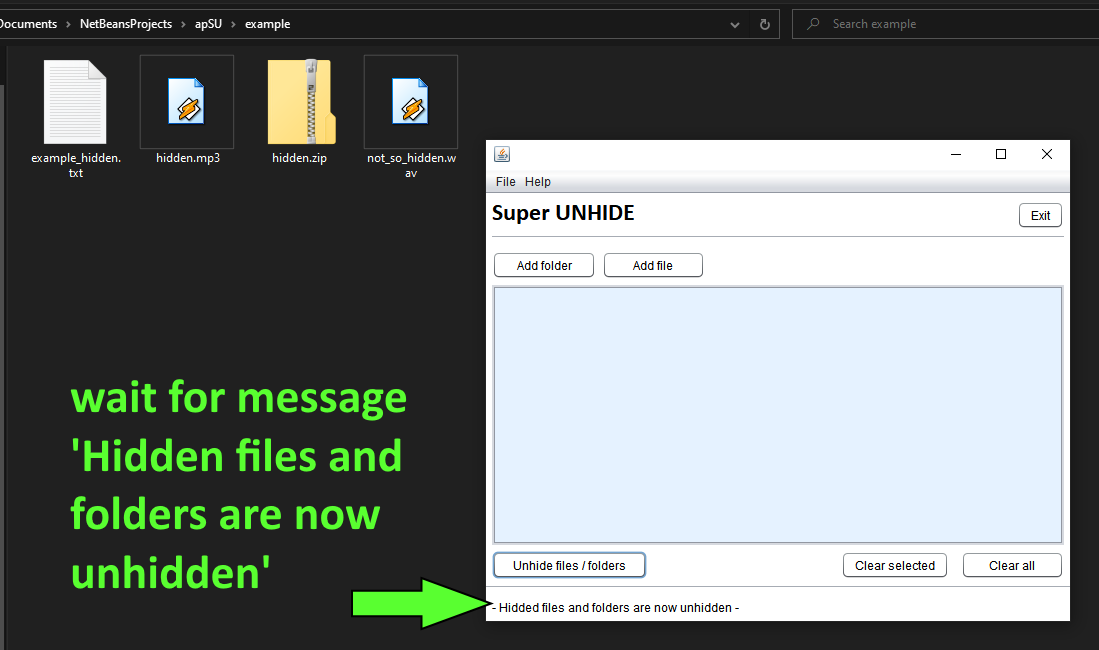 Documents > NetBeansProjects > apSU > example
Search example
example_hidden.
txt
hidden.mp3
hidden.zip
not_so_hidden.w
av
File Help
Super UNHIDE
Exit
Add folder
Add file
wait for message
'Hidden files and
folders are now
unhidden'
Unhide files / folders
Clear selected
Clear all
- Hidded files and folders are now unhidden -